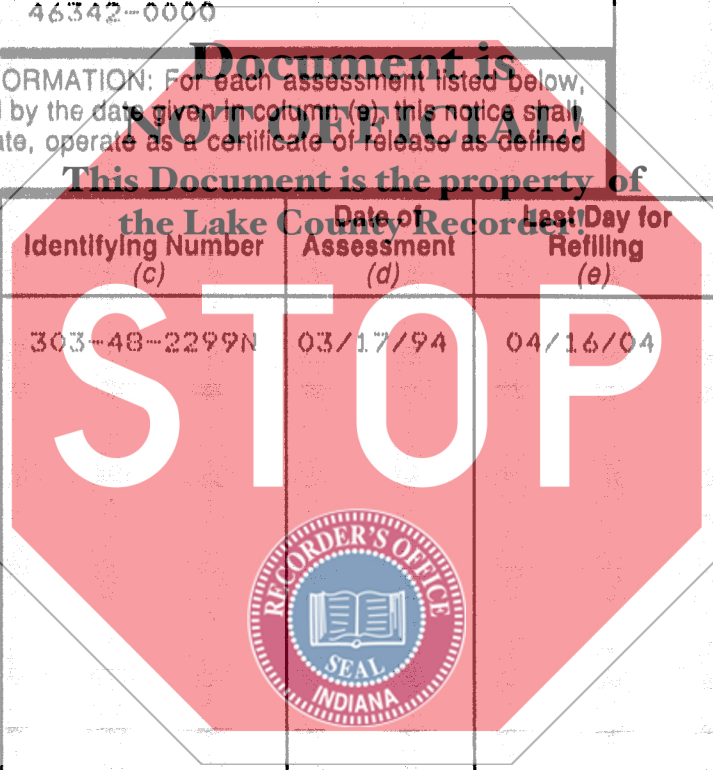 46342-0000
Document is
ORMATION: For each assessment listed below,
by the date given in column (e), this notice shall,
NOT OFFICIAL!
ate, operate as a certificate of release as defined
This Document is the property of
the Lake County Recorder!
Identifying Number
(c)
Date of
Assessment
(d)
Last Day for
Refiling
(e)
303-48-2299N 03/17/94 04/16/04
STOP
RECORDER'S OFFICE
SEAL
INDIANA